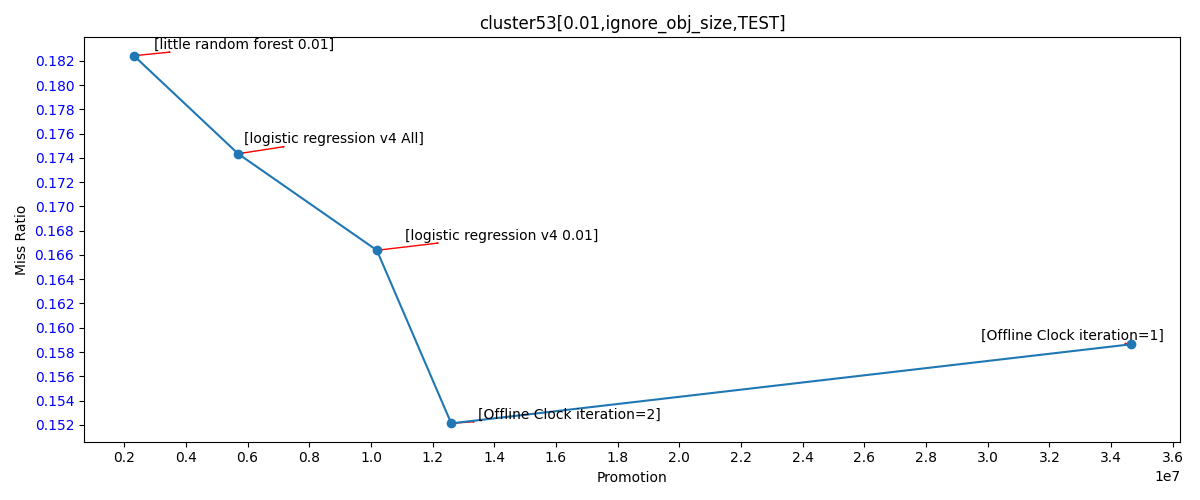 cluster53[0.01,ignore_obj_size,TEST]
[little random forest 0.01]
[logistic regression v4 All]
[logistic regression v4 0.01]
[Offline Clock iteration=1]
[Offline Clock iteration=2]
Miss Ratio
0.182
0.180
0.178
0.176
0.174
0.172
0.170
0.168
0.166
0.164
0.162
0.160
0.158
0.156
0.154
0.152
0.2 0.4 0.6 0.8 1.0 1.2 1.4 1.6 1.8 2.0 2.2 2.4 2.6 2.8 3.0 3.2 3.4 3.6
1e7
Promotion